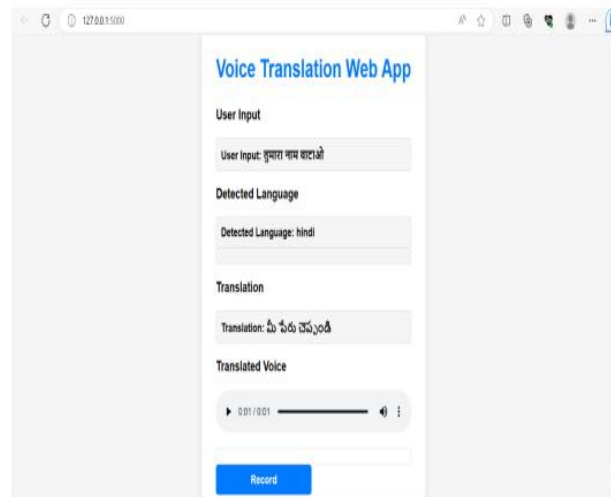 127.0.0.1:5000
Voice Translation Web App
User Input
User Input: तुमारा नाम वाटाओ
Detected Language
Detected Language: hindi
Translation
Translation: మీ పేరు చెప్పండి
Translated Voice
0:01 / 0:01
Record